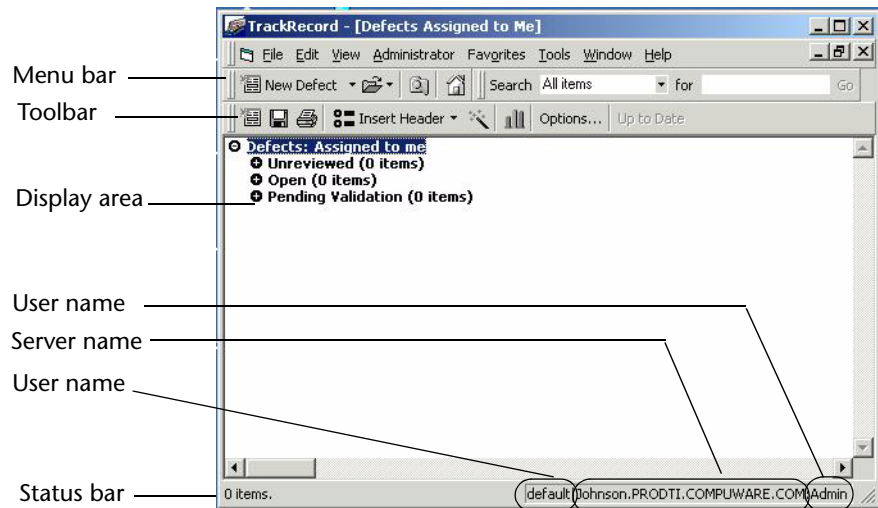 TrackRecord - [Defects Assigned to Me]
File Edit View Administrator Favorites Tools Window Help
Menu bar
New Defect Search All items for Go
Toolbar
Insert Header Options... Up to Date
Defects: Assigned to me
Unreviewed (0 items)
Open (0 items)
Pending Validation (0 items)
Display area
User name
Server name
User name
Status bar
0 items. default Johnson.PRODTI.COMPUWARE.COM Admin